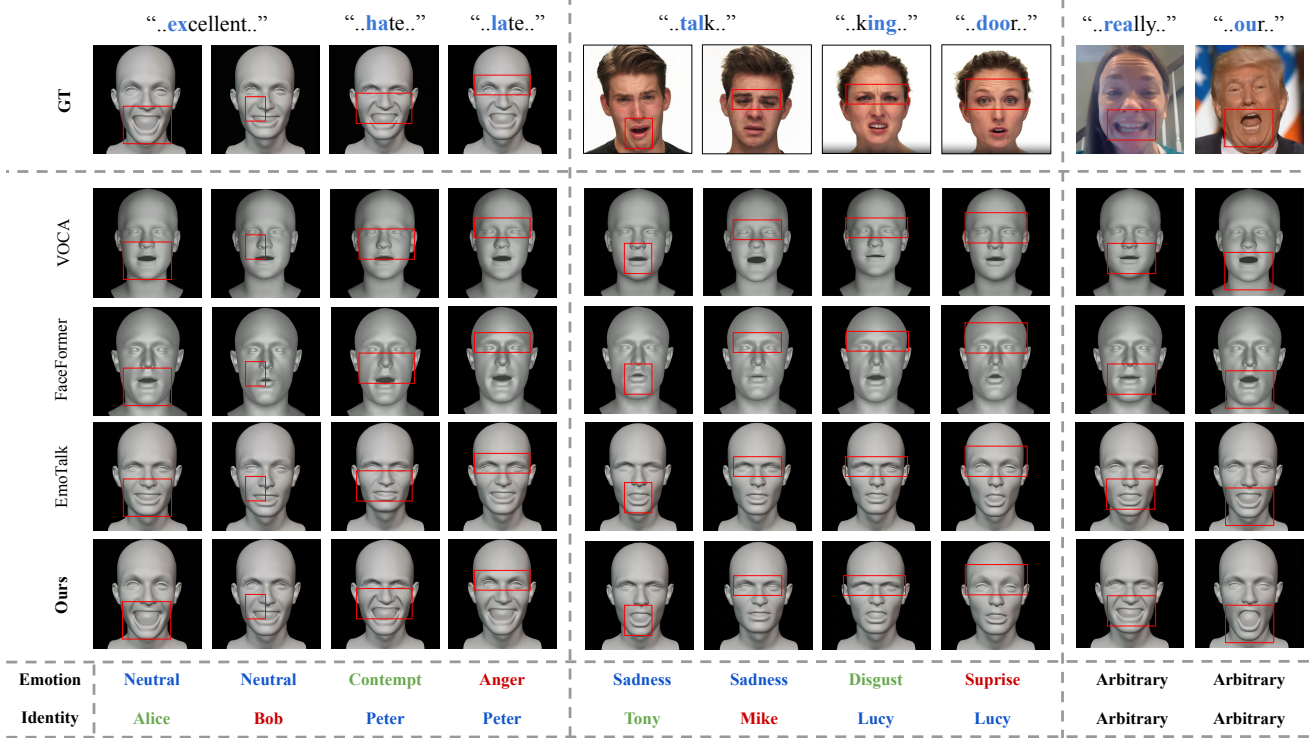 “..excellent..” “..hate..” “..late..” “..talk..” “..king..” “..door..” “..really..” “..our..”
GT
VOCA
FaceFormer
EmoTalk
Ours
Emotion Neutral Neutral Contempt Anger Sadness Sadness Disgust Suprise Arbitrary Arbitrary
Identity Alice Bob Peter Peter Tony Mike Lucy Lucy Arbitrary Arbitrary